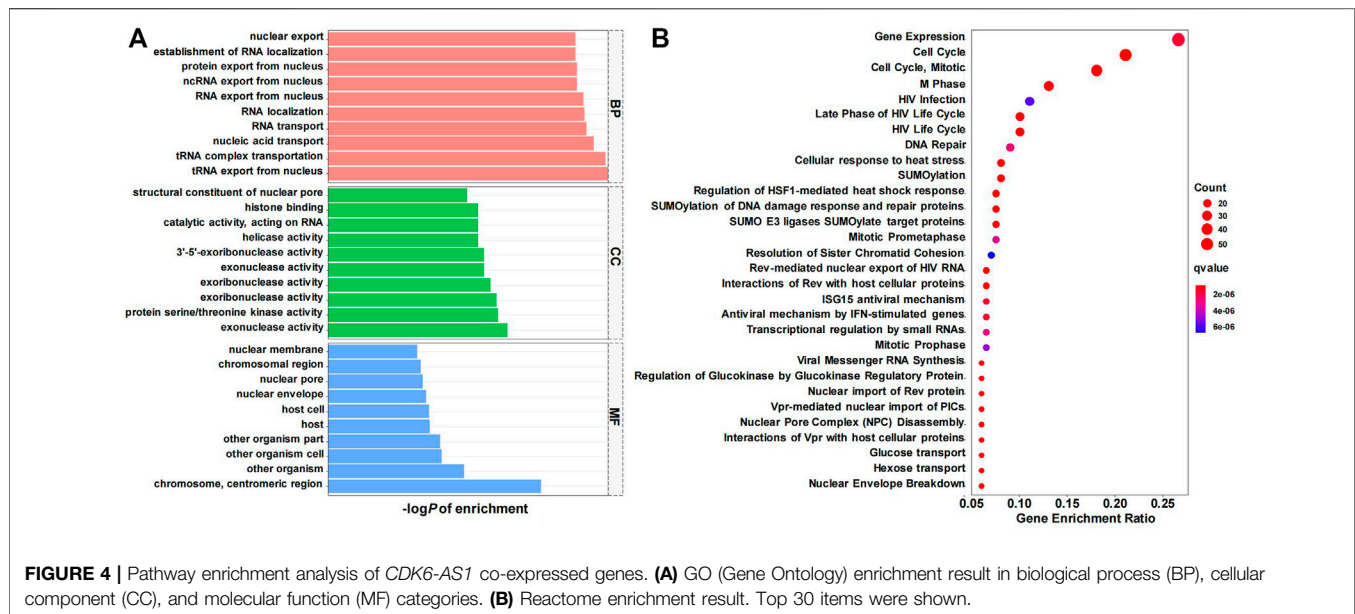 A
nuclear export
establishment of RNA localization
protein export from nucleus
ncRNA export from nucleus
RNA export from nucleus
RNA localization
RNA transport
nucleic acid transport
tRNA complex transportation
tRNA export from nucleus
BP
structural constituent of nuclear pore
histone binding
catalytic activity, acting on RNA
helicase activity
3'-5'-exoribonuclease activity
exonuclease activity
exoribonuclease activity
exoribonuclease activity
protein serine/threonine kinase activity
exonuclease activity
CC
nuclear membrane
chromosomal region
nuclear pore
nuclear envelope
host cell
host
other organism part
other organism cell
other organism
chromosome, centromeric region
MF
-logP of enrichment
B
Gene Expression
Cell Cycle
Cell Cycle, Mitotic
M Phase
HIV Infection
Late Phase of HIV Life Cycle
HIV Life Cycle
DNA Repair
Cellular response to heat stress
SUMOylation
Regulation of HSF1-mediated heat shock response
SUMOylation of DNA damage response and repair proteins
SUMO E3 ligases SUMOylate target proteins
Mitotic Prometaphase
Resolution of Sister Chromatid Cohesion
Rev-mediated nuclear export of HIV RNA
Interactions of Rev with host cellular proteins
ISG15 antiviral mechanism
Antiviral mechanism by IFN-stimulated genes
Transcriptional regulation by small RNAs
Mitotic Prophase
Viral Messenger RNA Synthesis
Regulation of Glucokinase by Glucokinase Regulatory Protein
Nuclear import of Rev protein
Vpr-mediated nuclear import of PICs
Nuclear Pore Complex (NPC) Disassembly
Interactions of Vpr with host cellular proteins
Glucose transport
Hexose transport
Nuclear Envelope Breakdown
0.05 0.10 0.15 0.20 0.25
Gene Enrichment Ratio
Count
20
30
40
50
qvalue
2e-06
4e-06
6e-06
FIGURE 4 | Pathway enrichment analysis of CDK6-AS1 co-expressed genes. (A) GO (Gene Ontology) enrichment result in biological process (BP), cellular
component (CC), and molecular function (MF) categories. (B) Reactome enrichment result. Top 30 items were shown.